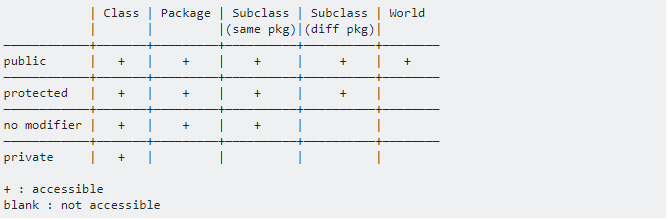 | Class | Package | Subclass | Subclass | World
            |       |         |(same pkg)|(diff pkg)|
————————————+———————+—————————+——————————+——————————+————————
public      |   +   |    +    |    +     |    +     |   +
————————————+———————+—————————+——————————+——————————+————————
protected   |   +   |    +    |    +     |    +     |
————————————+———————+—————————+——————————+——————————+————————
no modifier |   +   |    +    |    +     |          |
————————————+———————+—————————+——————————+——————————+————————
private     |   +   |         |          |          |
+ : accessible
blank : not accessible